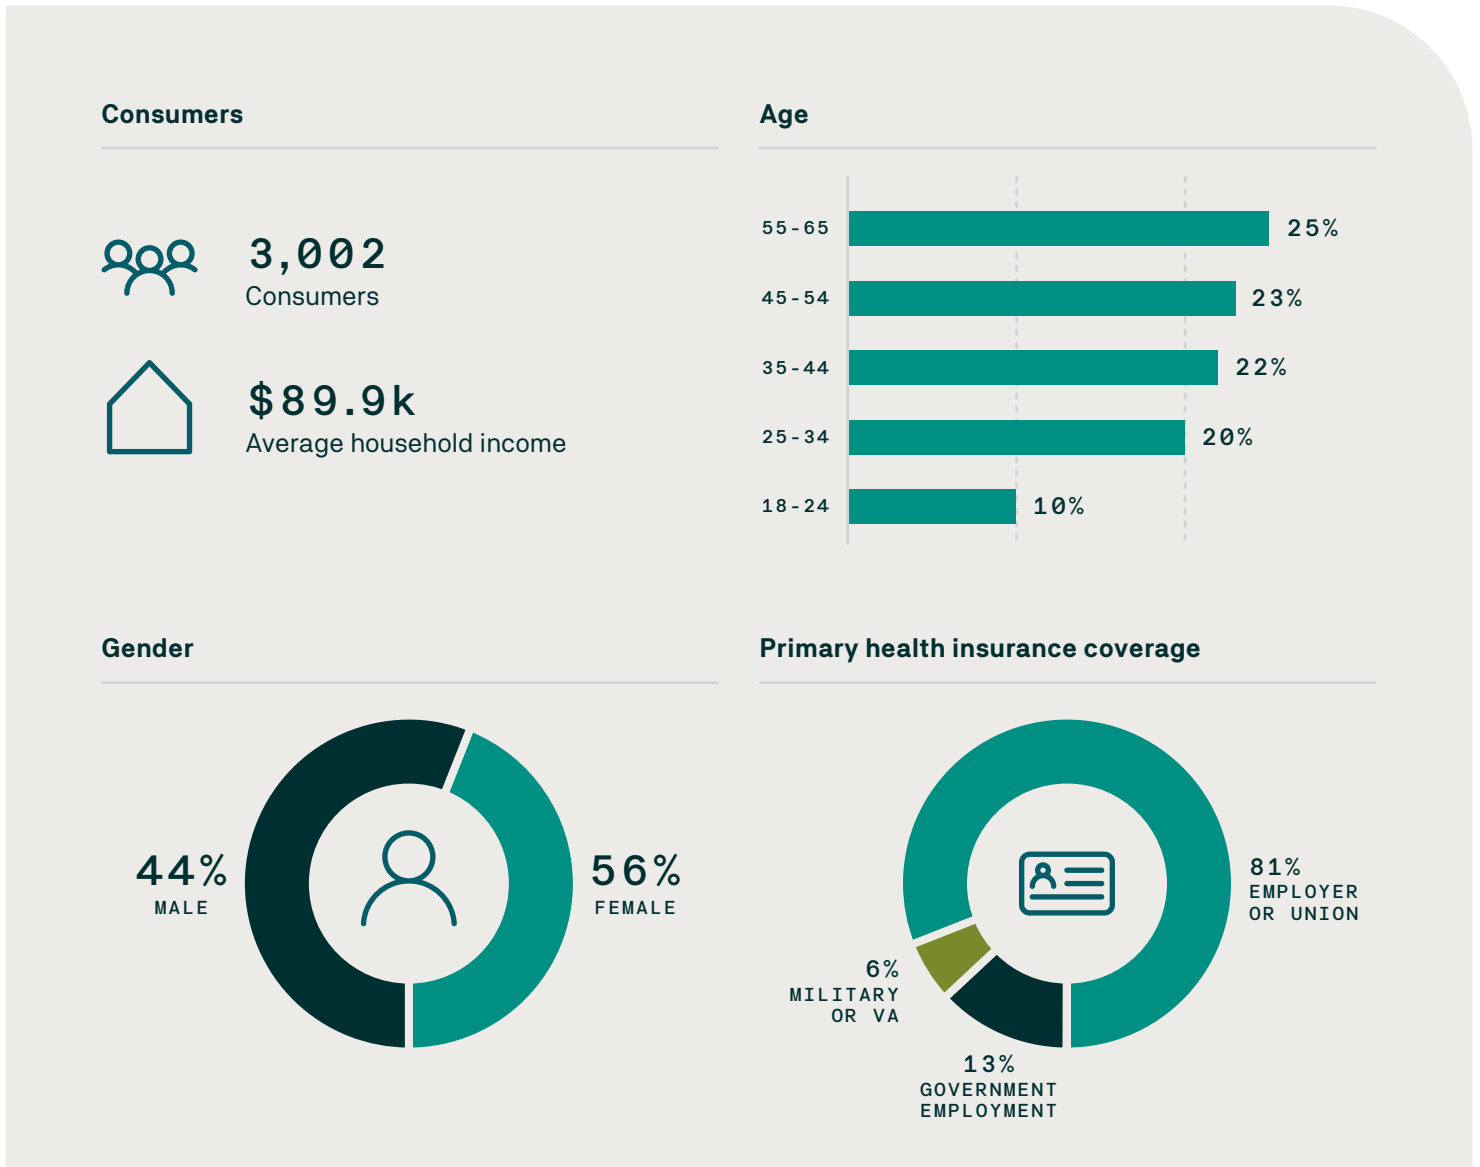 Consumers
3,002
Consumers
$89.9k
Average household income
Age
55-65 25%
45-54 23%
35-44 22%
25-34 20%
18-24 10%
Gender
44%
MALE
56%
FEMALE
Primary health insurance coverage
81%
EMPLOYER
OR UNION
6%
MILITARY
OR VA
13%
GOVERNMENT
EMPLOYMENT